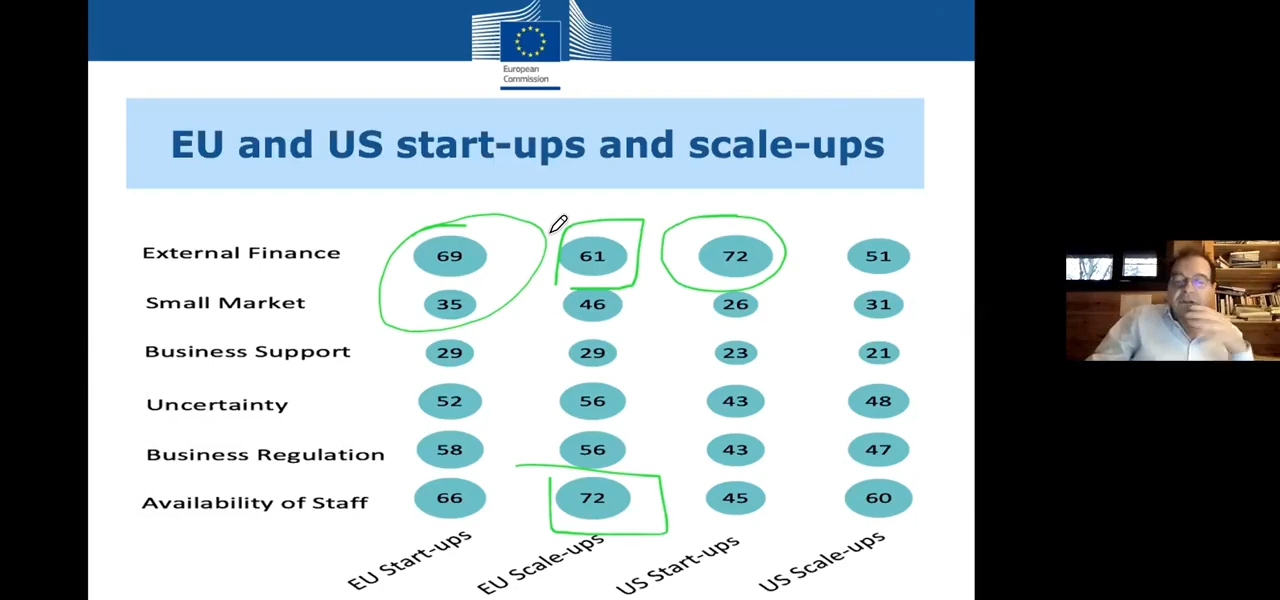 European
Commission
EU and US start-ups and scale-ups
External Finance 69 61 72 51
Small Market 35 46 26 31
Business Support 29 29 23 21
Uncertainty 52 56 43 48
Business Regulation 58 56 43 47
Availability of Staff 66 72 45 60
EU Start-ups EU Scale-ups US Start-ups US Scale-ups